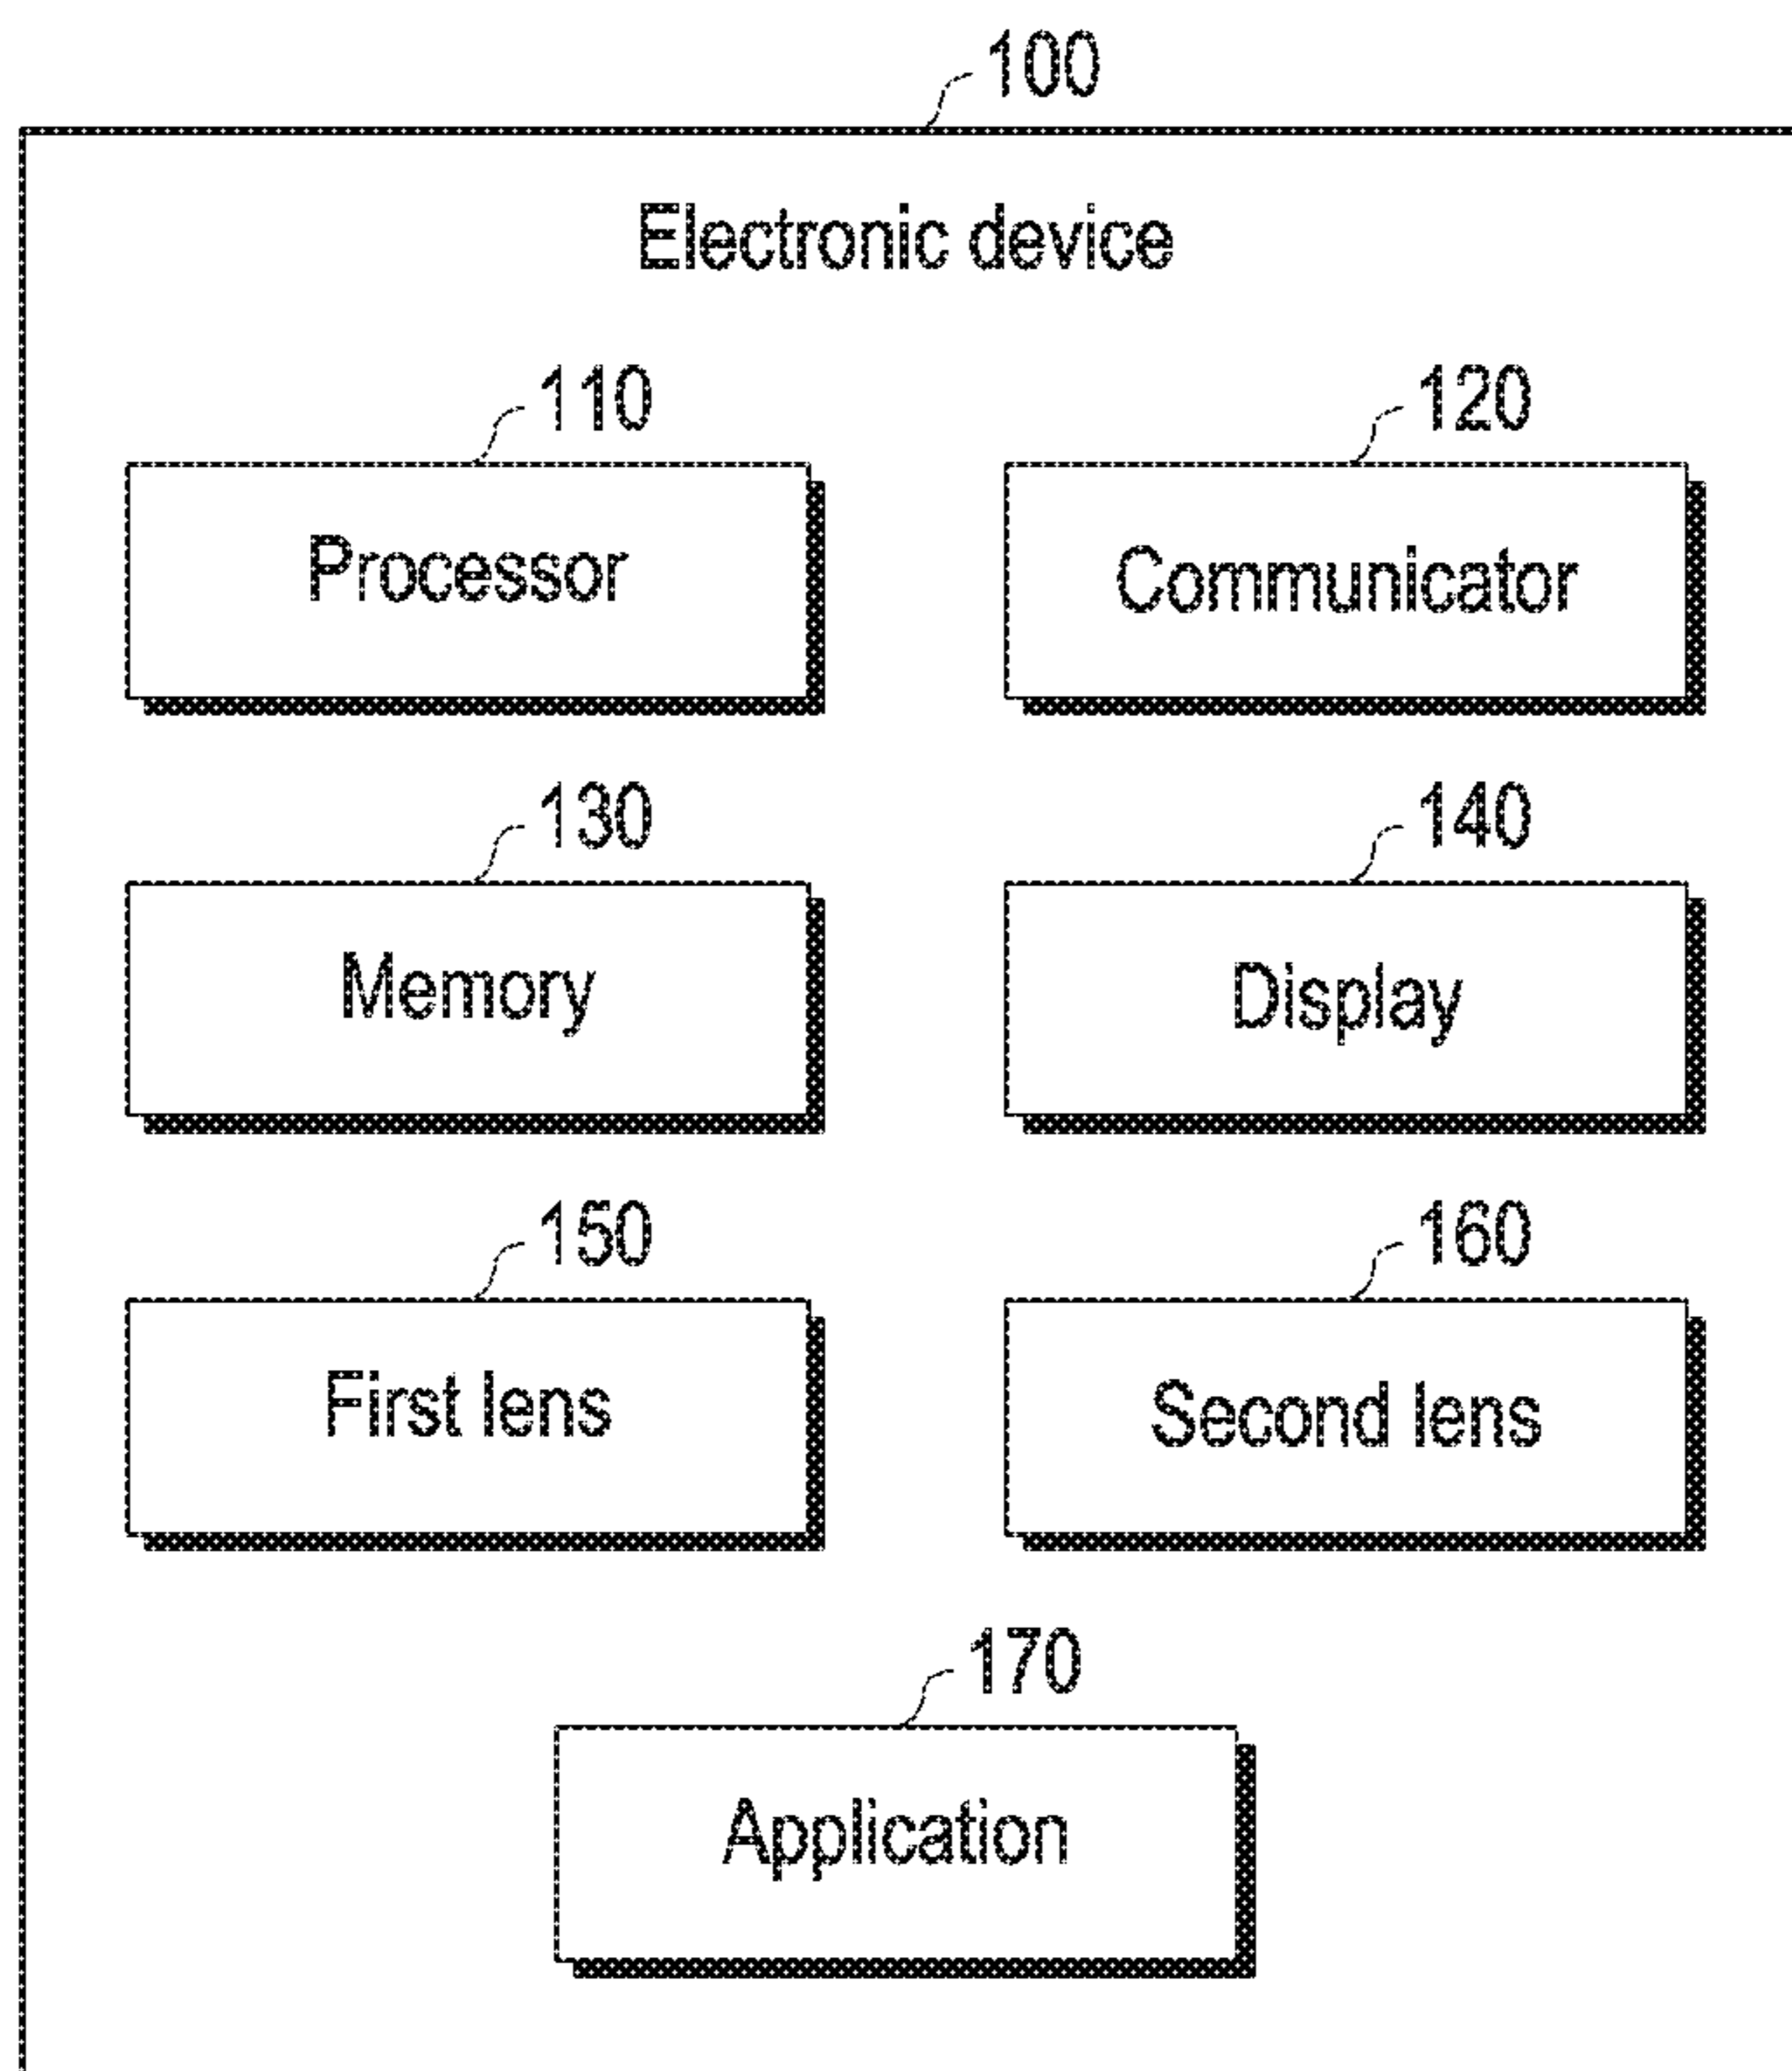 100
Electronic device
110
120
Processor
Communicator
130
140
Memory
Display
150
160
First lens
Second lens
170
Application